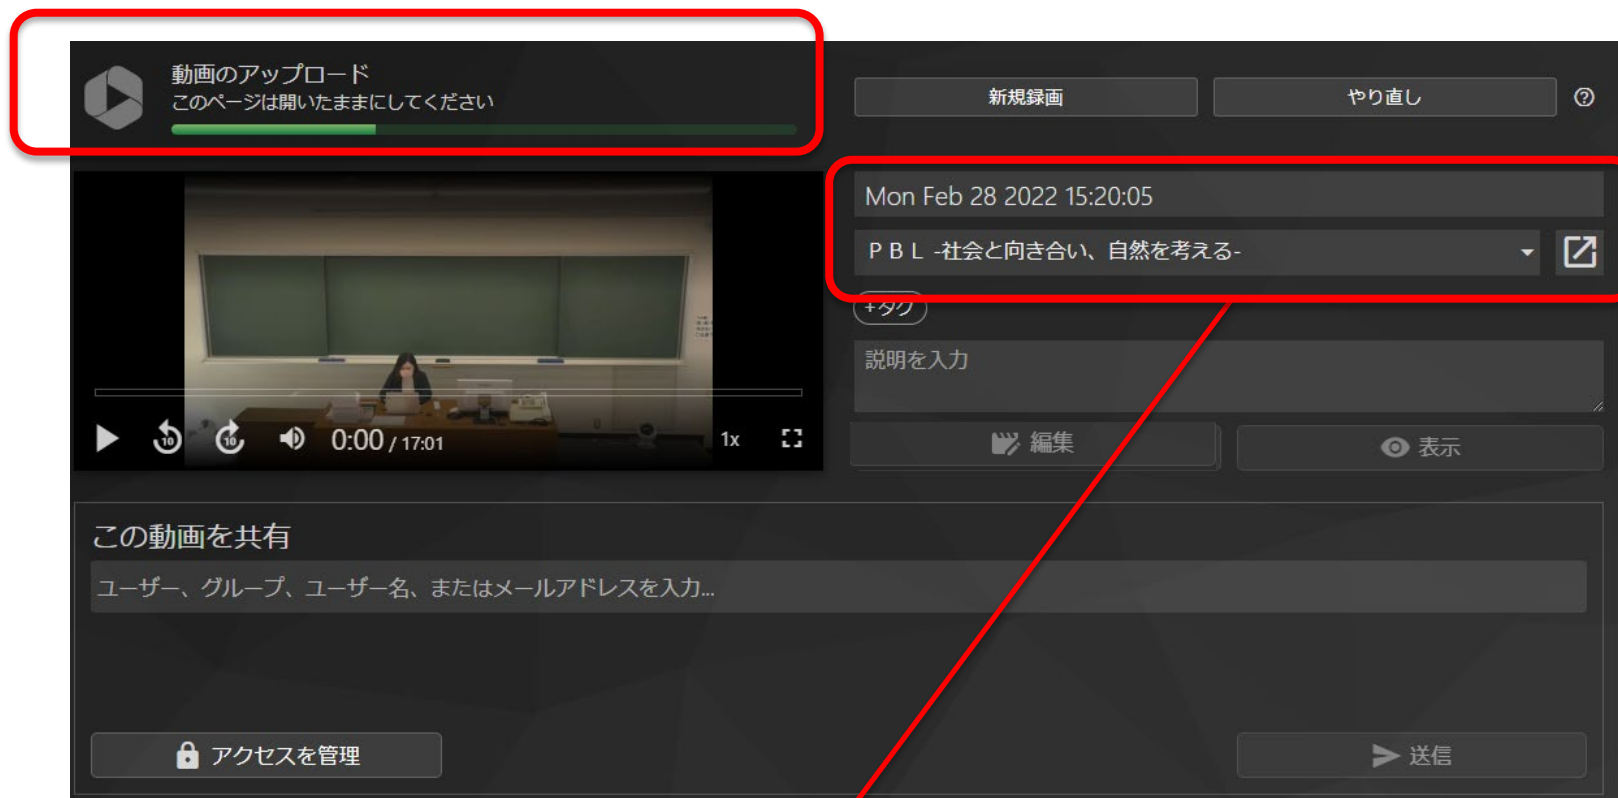 動画のアップロード
このページは開いたままにしてください
新規録画
やり直し
Mon Feb 28 2022 15:20:05
ＰＢＬ -社会と向き合い、自然を考える-
+タグ
説明を入力
10
10
0:00 / 17:01
1x
編集
表示
この動画を共有
ユーザー、グループ、ユーザー名、またはメールアドレスを入力...
アクセスを管理
送信